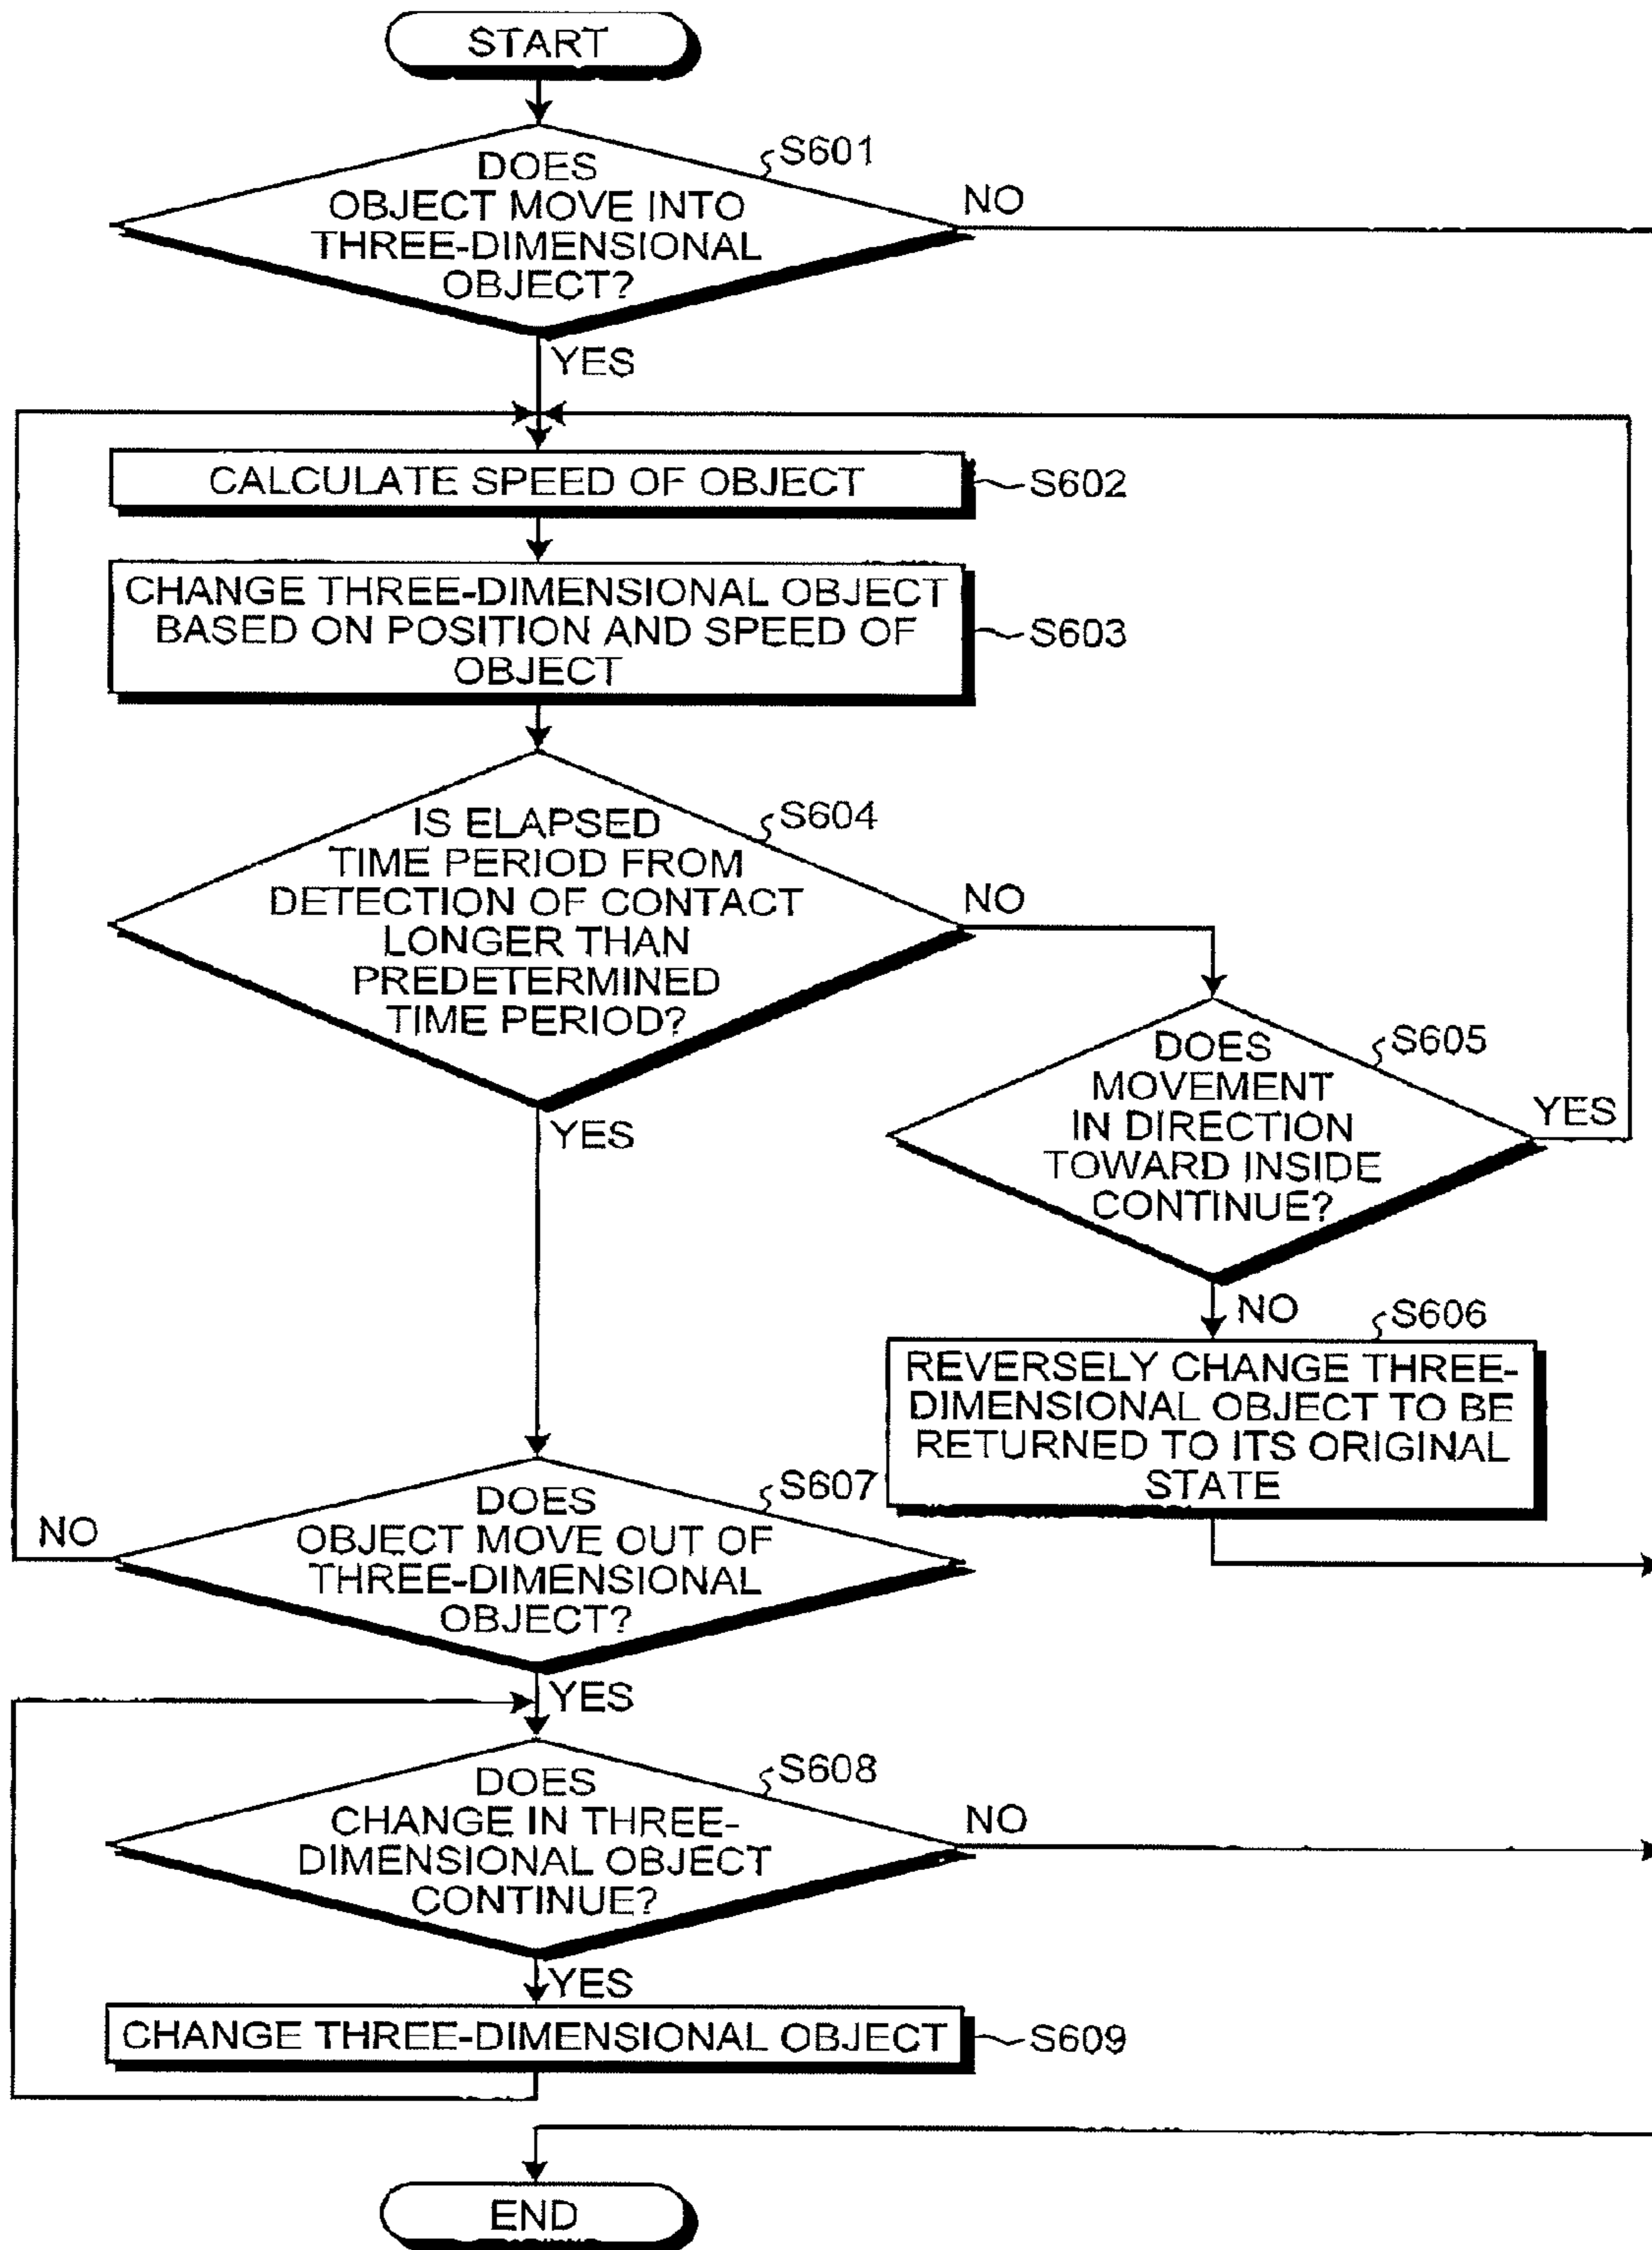 START
S601
DOES
OBJECT MOVE INTO
THREE-DIMENSIONAL
OBJECT?
NO
YES
CALCULATE SPEED OF OBJECT
S602
CHANGE THREE-DIMENSIONAL OBJECT
BASED ON POSITION AND SPEED OF
OBJECT
S603
S604
IS ELAPSED
TIME PERIOD FROM
DETECTION OF CONTACT
LONGER THAN
PREDETERMINED
TIME PERIOD?
NO
YES
S605
DOES
MOVEMENT
IN DIRECTION
TOWARD INSIDE
CONTINUE?
YES
NO
S606
REVERSELY CHANGE THREE-
DIMENSIONAL OBJECT TO BE
RETURNED TO ITS ORIGINAL
STATE
S607
DOES
OBJECT MOVE OUT OF
THREE-DIMENSIONAL
OBJECT?
NO
YES
S608
DOES
CHANGE IN THREE-
DIMENSIONAL OBJECT
CONTINUE?
NO
YES
CHANGE THREE-DIMENSIONAL OBJECT
S609
END